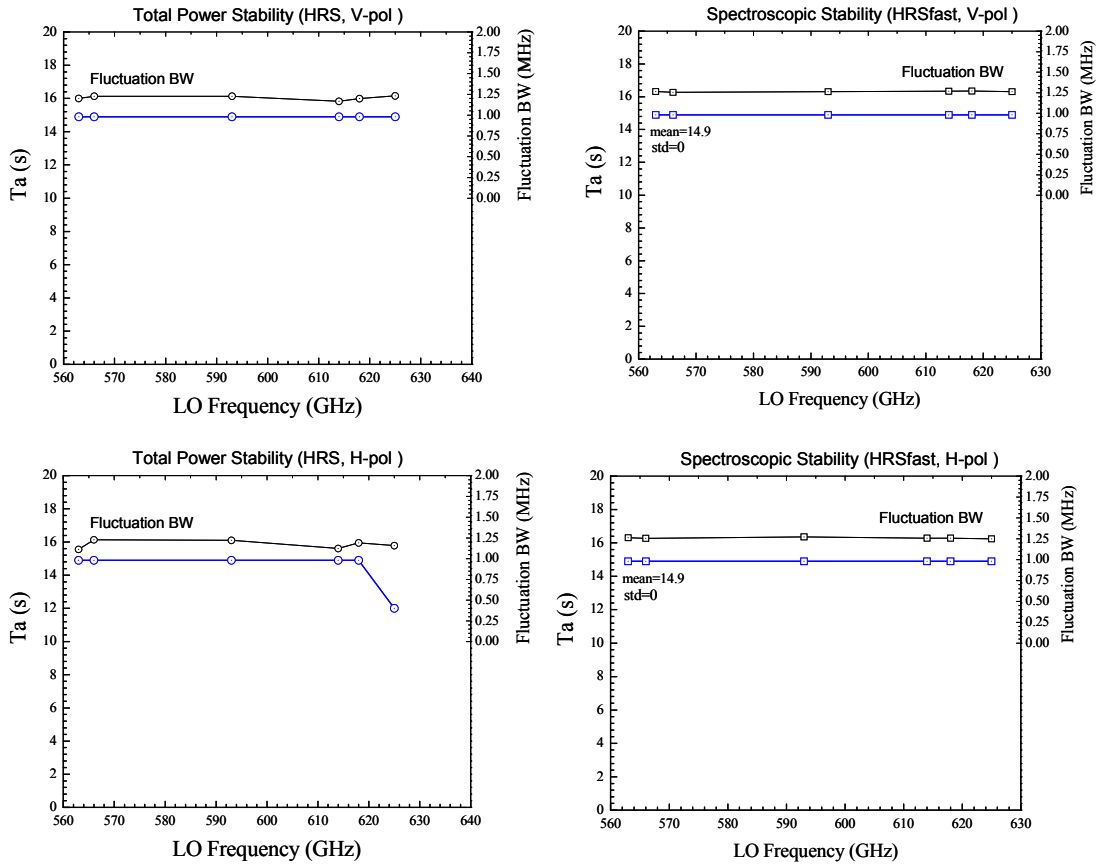 Total Power Stability (HRS, V-pol )
20
18
16
14
12
10
8
6
4
2
0
Ta (s)
Fluctuation BW
2.00
1.75
1.50
1.25
1.00
0.75
0.50
0.25
0.00
Fluctuation BW (MHz)
560 570 580 590 600 610 620 630 640
LO Frequency (GHz)
Spectroscopic Stability (HRSfast, V-pol )
20
18
16
14
12
10
8
6
4
2
0
Ta (s)
Fluctuation BW
mean=14.9
std=0
2.00
1.75
1.50
1.25
1.00
0.75
0.50
0.25
0.00
Fluctuation BW (MHz)
560 570 580 590 600 610 620 630
LO Frequency (GHz)
Total Power Stability (HRS, H-pol )
20
18
16
14
12
10
8
6
4
2
0
Ta (s)
Fluctuation BW
2.00
1.75
1.50
1.25
1.00
0.75
0.50
0.25
0.00
Fluctuation BW (MHz)
560 570 580 590 600 610 620 630 640
LO Frequency (GHz)
Spectroscopic Stability (HRSfast, H-pol )
20
18
16
14
12
10
8
6
4
2
0
Ta (s)
Fluctuation BW
mean=14.9
std=0
2.00
1.75
1.50
1.25
1.00
0.75
0.50
0.25
0.00
Fluctuation BW (MHz)
560 570 580 590 600 610 620 630
LO Frequency (GHz)